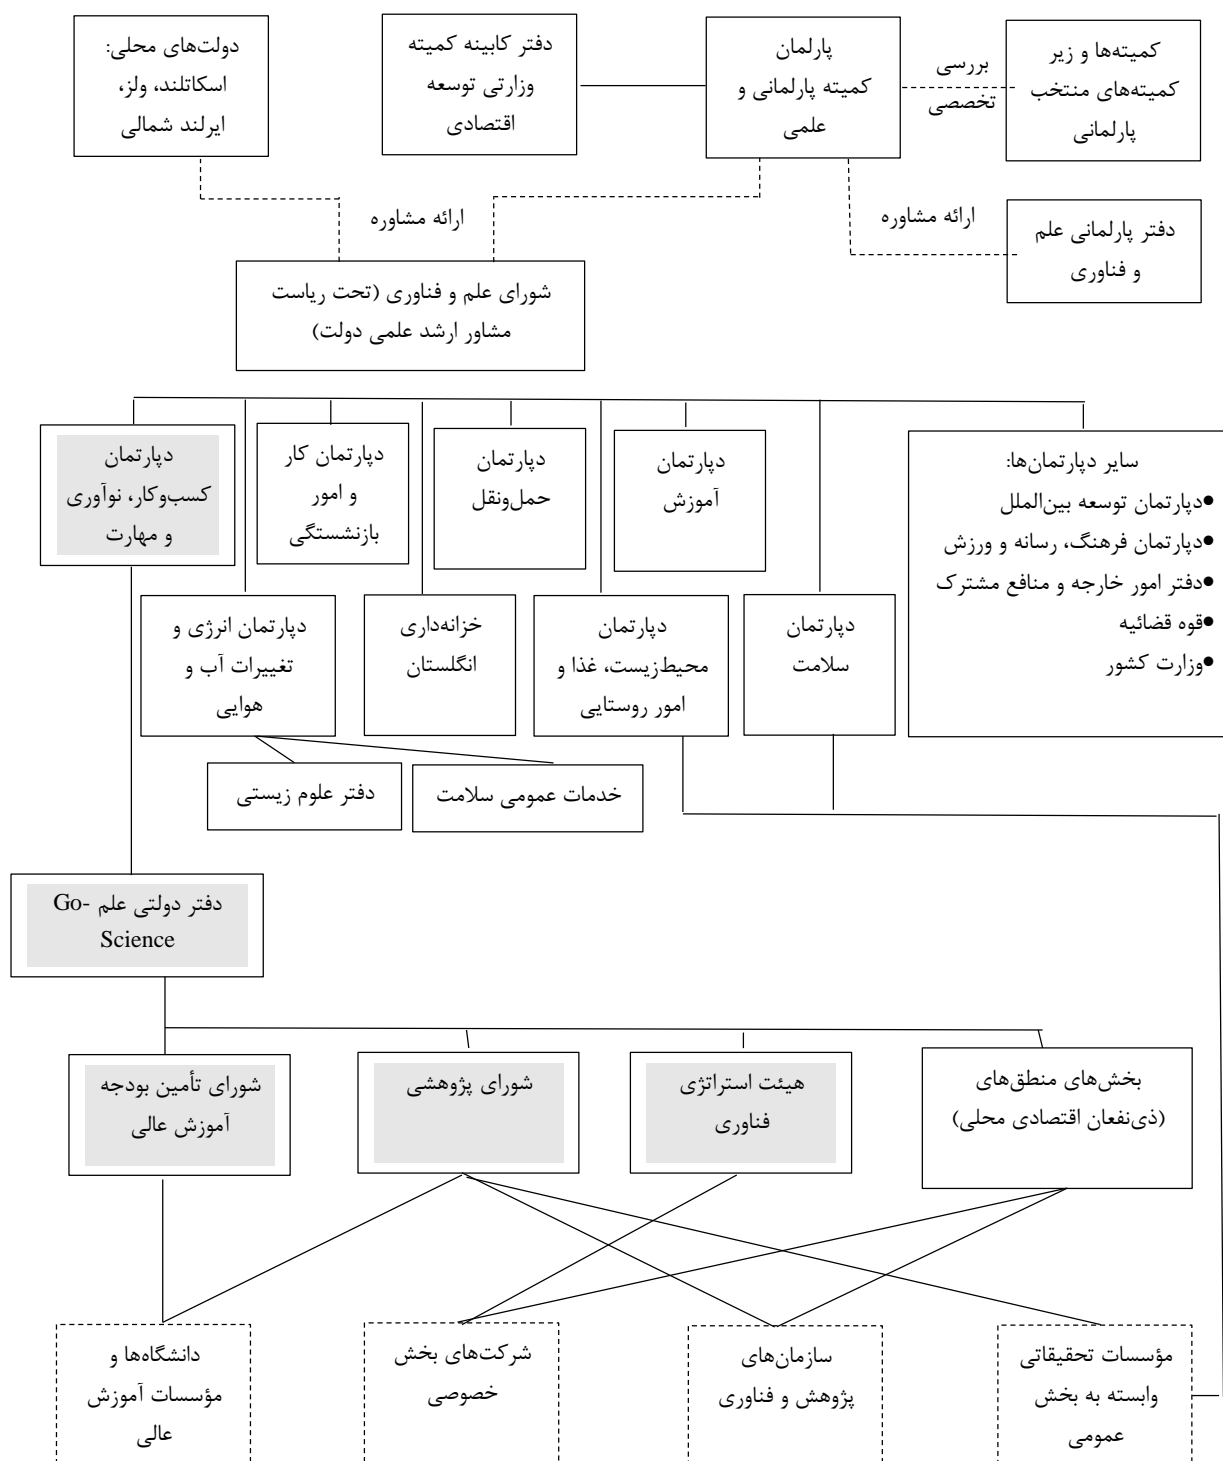 کمیته‌ها و زیر
کمیته‌های منتخب
پارلمانی
بررسی
تخصصی
پارلمان
کمیته پارلمانی و
علمی
دفتر کابینه کمیته
وزارتی توسعه
اقتصادی
دولت‌های محلی:
اسکاتلند، ولز،
ایرلند شمالی
دفتر پارلمانی علم
و فناوری
ارائه مشاوره
ارائه مشاوره
شورای علم و فناوری (تحت ریاست
مشاور ارشد علمی دولت)
سایر دپارتمان‌ها:
●دپارتمان توسعه بین‌الملل
●دپارتمان فرهنگ، رسانه و ورزش
●دفتر امور خارجه و منافع مشترک
●قوه قضائیه
●وزارت کشور
دپارتمان
آموزش
دپارتمان
حمل‌ونقل
دپارتمان کار
و امور
بازنشستگی
دپارتمان
کسب‌وکار، نوآوری
و مهارت
دپارتمان
سلامت
دپارتمان
محیط‌زیست، غذا و
امور روستایی
خزانه‌داری
انگلستان
دپارتمان انرژی و
تغییرات آب و
هوایی
خدمات عمومی سلامت
دفتر علوم زیستی
دفتر دولتی علم Go-
Science
بخش‌های منطق‌های
(ذی‌نفعان اقتصادی محلی)
هیئت استراتژی
فناوری
شورای پژوهشی
شورای تأمین بودجه
آموزش عالی
مؤسسات تحقیقاتی
وابسته به بخش
عمومی
سازمان‌های
پژوهش و فناوری
شرکت‌های بخش
خصوصی
دانشگاه‌ها و
مؤسسات آموزش
عالی